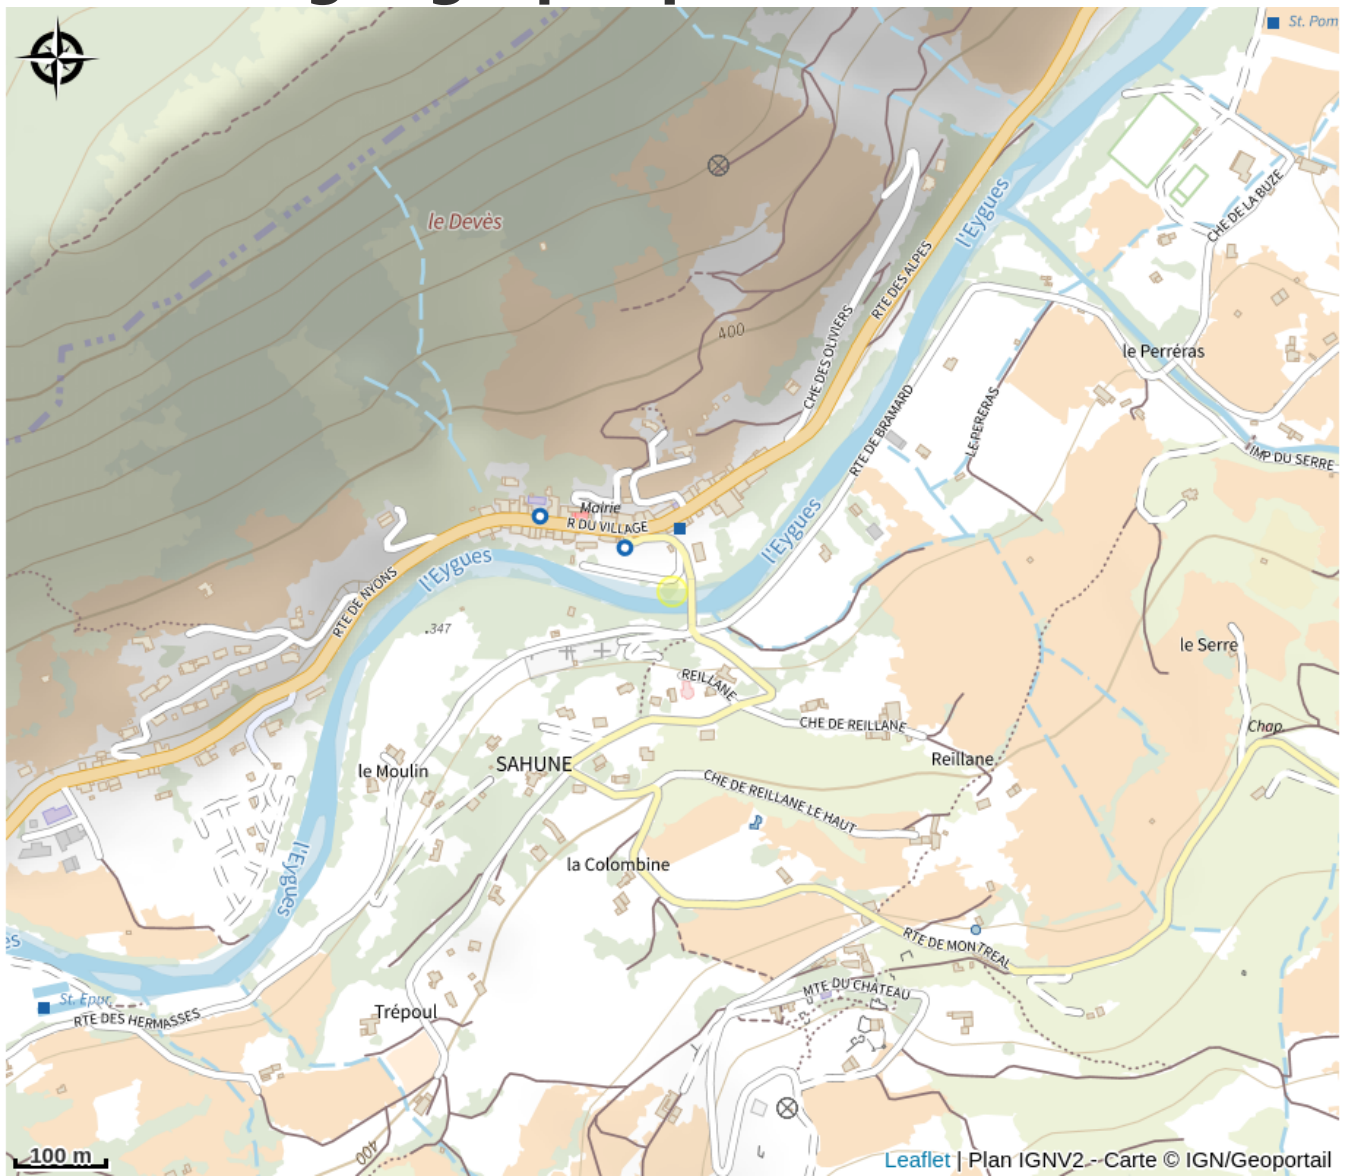 St. Pom
l'Eygues
CHE DE LA BUZE
le Devès
RTE DES ALPES
400
CHE DES OLIVIERS
le Perréras
RTE DE BRAMARD
LE PERERAS
IMP DU SERRE
Mairie
R DU VILLAGE
l'Eygues
l'Eygues
RTE DE NYONS
.347
le Serre
REILLANE
CHE DE REILLANE
Chap.
Reillane
SAHUNE
le Moulin
CHE DE REILLANE LE HAUT
l'Eygues
la Colombine
RTE DE MONTREAL
MTE DU CHÂTEAU
St. Epur.
RTE DES HERMASSES
Trépoul
400
100 m
Leaflet | Plan IGNV2 - Carte © IGN/Geoportail